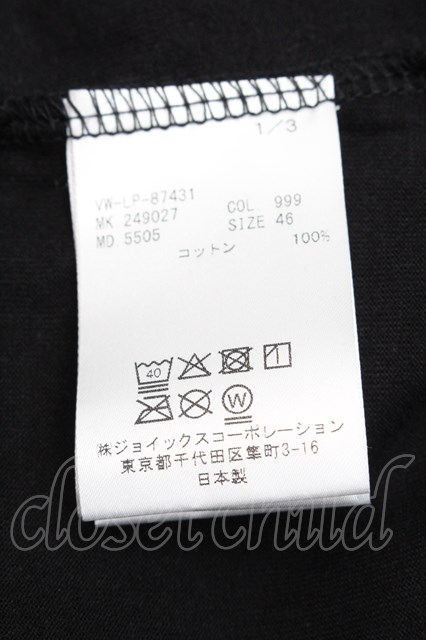 1/3
VW-LP-87431
MK 249027 COL. 999
MD 5505 SIZE 46
コットン 100%
40
1
W
株ジョイックスコーポレーション
東京都千代田区隼町3-16
日本製
closet child